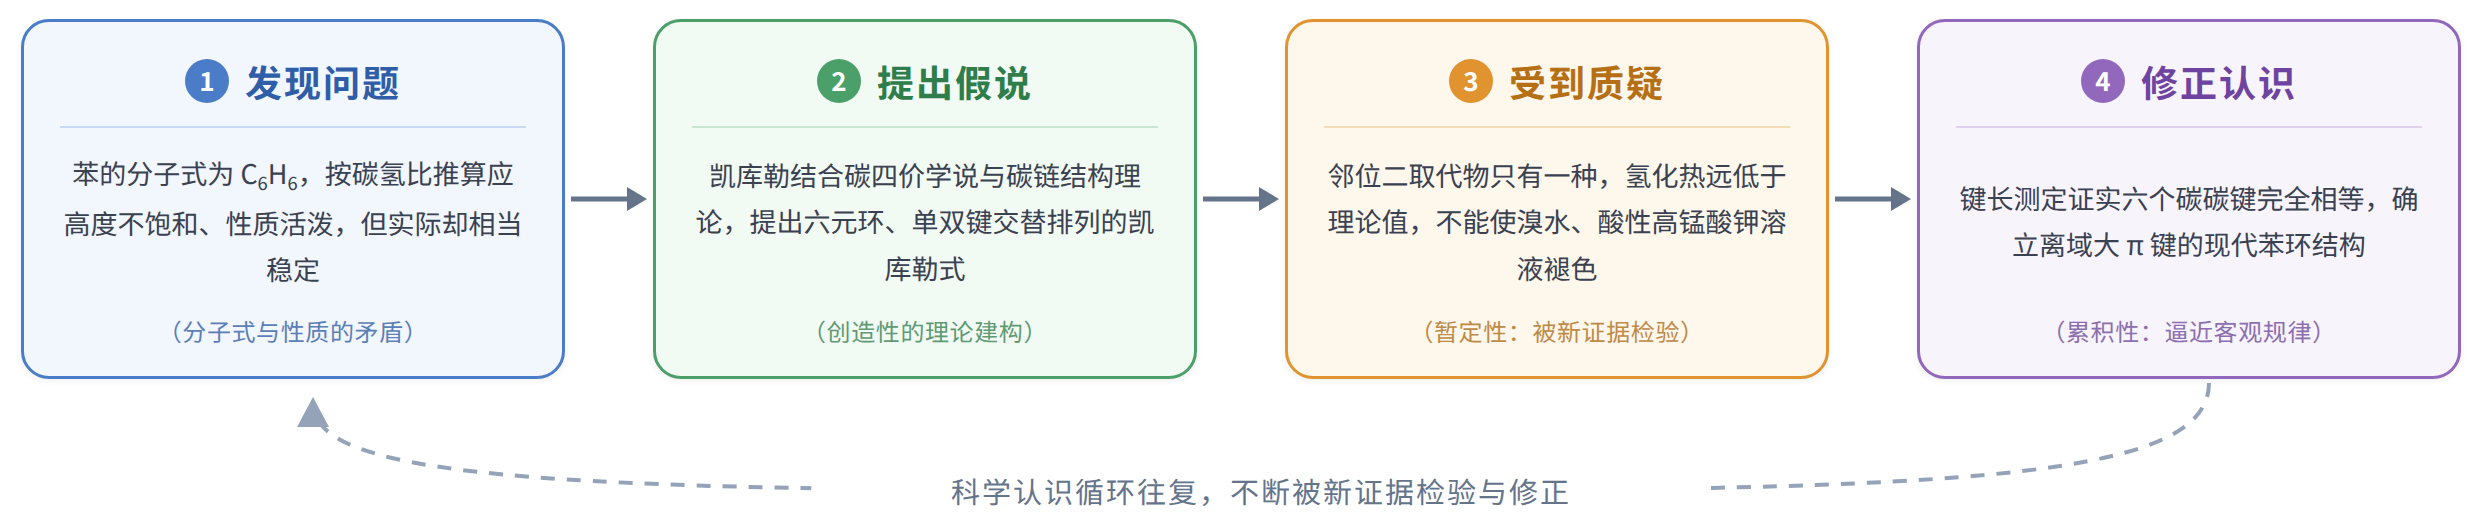 1 发现问题
苯的分子式为 C₆H₆，按碳氢比推算应
高度不饱和、性质活泼，但实际却相当
稳定
（分子式与性质的矛盾）
2 提出假说
凯库勒结合碳四价学说与碳链结构理
论，提出六元环、单双键交替排列的凯
库勒式
（创造性的理论建构）
3 受到质疑
邻位二取代物只有一种，氢化热远低于
理论值，不能使溴水、酸性高锰酸钾溶
液褪色
（暂定性：被新证据检验）
4 修正认识
键长测定证实六个碳碳键完全相等，确
立离域大 π 键的现代苯环结构
（累积性：逼近客观规律）
科学认识循环往复，不断被新证据检验与修正